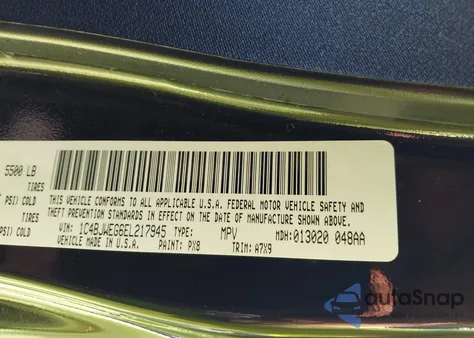 5500 LB
TIRES
PSI) COLD
TIRES
PSI) COLD
THIS VEHICLE CONFORMS TO ALL APPLICABLE U.S.A. FEDERAL MOTOR VEHICLE SAFETY AND
THEFT PREVENTION STANDARDS IN EFFECT ON THE DATE OF MANUFACTURE SHOWN ABOVE.
VIN: 1C4BJWEG6EL217945 TYPE: MPV MDH: 013020 048AA
VEHICLE MADE IN U.S.A. PAINT: PX8 TRIM: A7X9
autoSnap